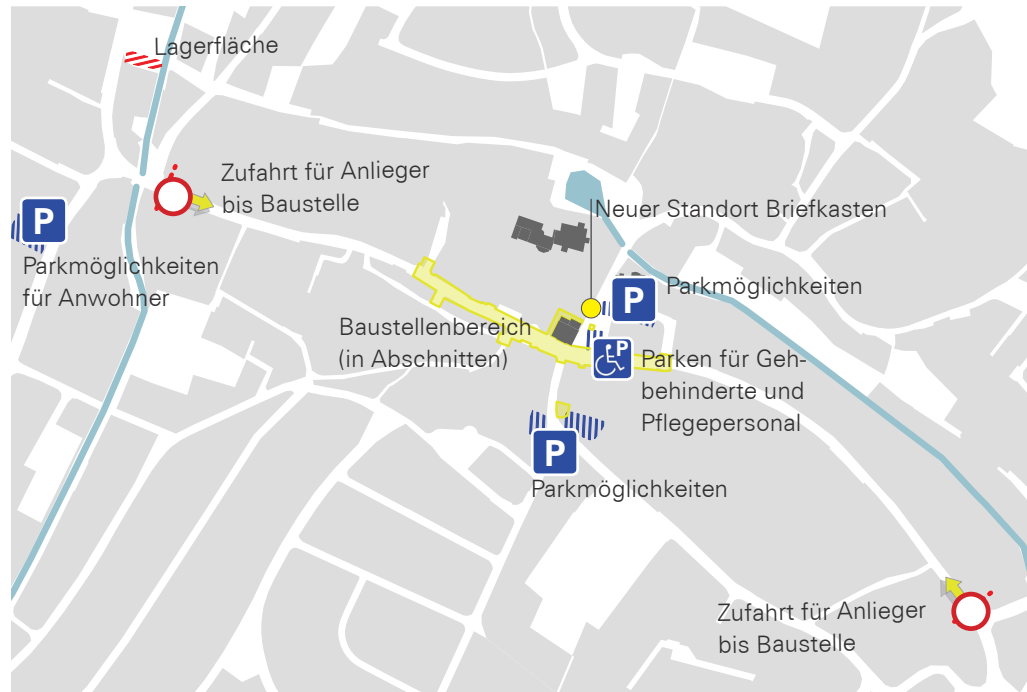 Lagerfläche
Zufahrt für Anlieger
bis Baustelle
P
Parkmöglichkeiten
für Anwohner
Neuer Standort Briefkasten
P
Parkmöglichkeiten
Baustellenbereich
(in Abschnitten)
P
Parken für Geh-
behinderte und
Pflegepersonal
P
Parkmöglichkeiten
Zufahrt für Anlieger
bis Baustelle